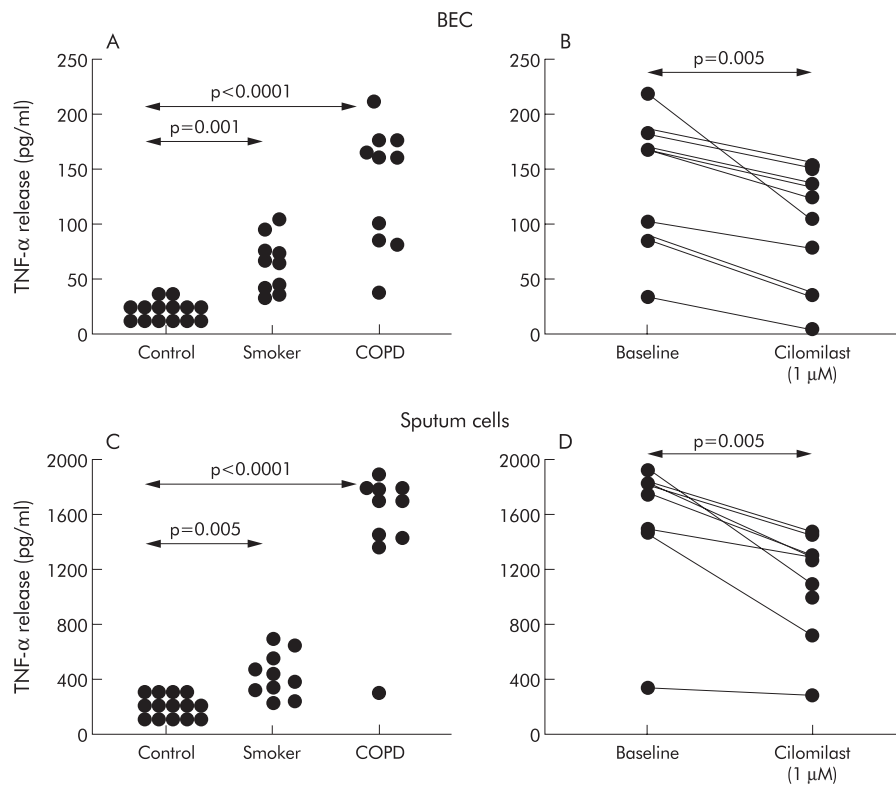 BEC
A
250
200
150
100
50
0
TNF-α release (pg/ml)
p<0.0001
p=0.001
Control
Smoker
COPD
B
250
200
150
100
50
0
p=0.005
Baseline
Cilomilast
(1 µM)
Sputum cells
C
2000
1600
1200
800
400
0
TNF-α release (pg/ml)
p<0.0001
p=0.005
Control
Smoker
COPD
D
2000
1600
1200
800
400
0
p=0.005
Baseline
Cilomilast
(1 µM)